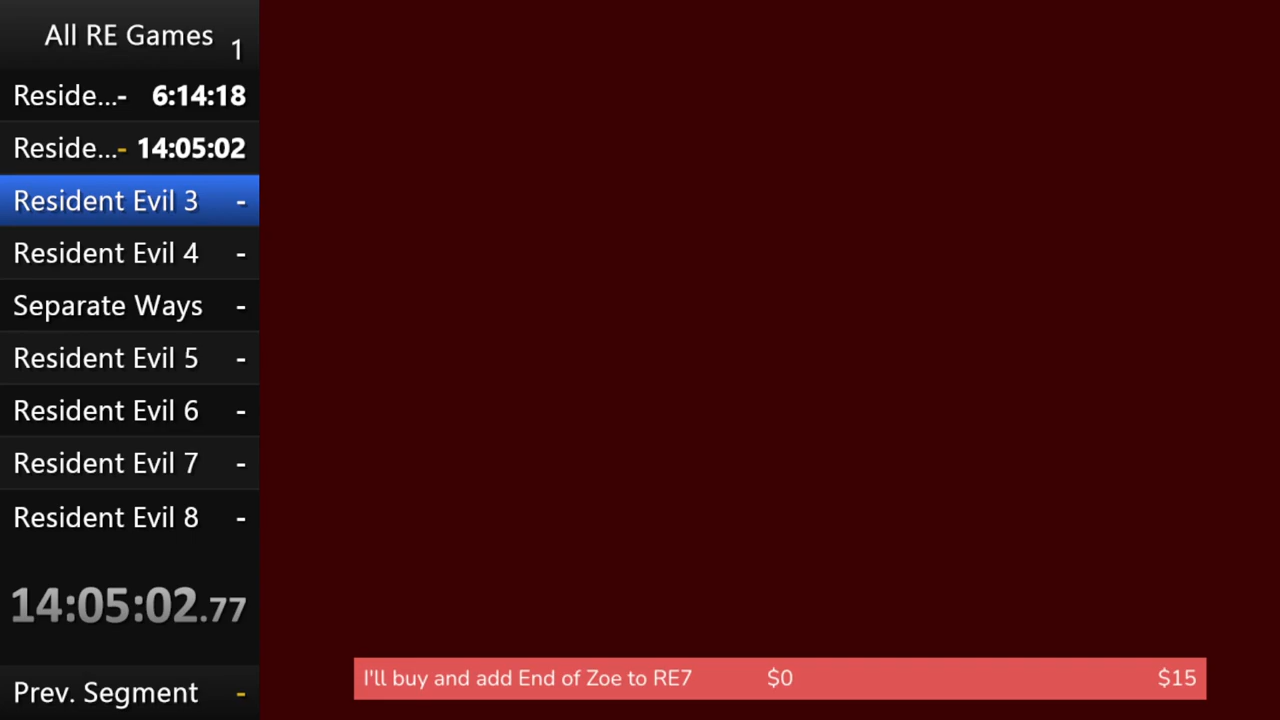 All RE Games 1
Reside...- 6:14:18
Reside...- 14:05:02
Resident Evil 3 -
Resident Evil 4 -
Separate Ways -
Resident Evil 5 -
Resident Evil 6 -
Resident Evil 7 -
Resident Evil 8 -
14:05:02.77
Prev. Segment -
I'll buy and add End of Zoe to RE7 $0 $15